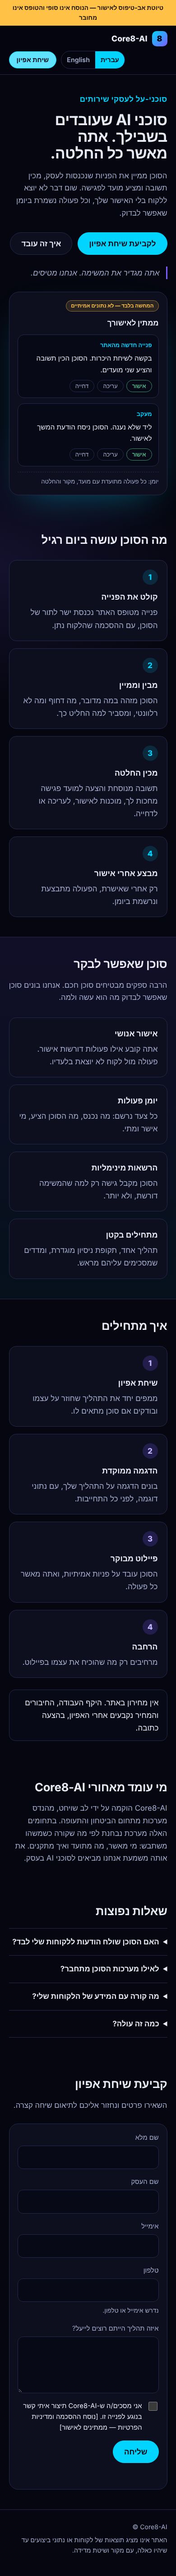 טיוטת אב-טיפוס לאישור — הנוסח אינו סופי והטופס אינו
מחובר
8 Core8-AI
עברית English שיחת אפיון
סוכני-על לעסקי שירותים
סוכני AI שעובדים
בשבילך. אתה
מאשר כל החלטה.
הסוכן ממיין את הפניות שנכנסות לעסק, מכין
תשובה ומציע מועד לפגישה. שום דבר לא יוצא
ללקוח בלי האישור שלך, וכל פעולה נשמרת ביומן
שאפשר לבדוק.
לקביעת שיחת אפיון איך זה עובד
אתה מגדיר את המשימה. אנחנו מטיסים.
המחשה בלבד — לא נתונים אמיתיים
ממתין לאישורך
פנייה חדשה מהאתר
בקשה לשיחת היכרות. הסוכן הכין תשובה
והציע שני מועדים.
אישור עריכה דחייה
מעקב
ליד שלא נענה. הסוכן ניסח הודעת המשך
לאישור.
אישור עריכה דחייה
יומן: כל פעולה מתועדת עם מועד, מקור והחלטה
מה הסוכן עושה ביום רגיל
1
קולט את הפנייה
פנייה מטופס האתר נכנסת ישר לתור של
הסוכן, עם ההסכמה שהלקוח נתן.
2
מבין וממיין
הסוכן מזהה במה מדובר, מה דחוף ומה לא
רלוונטי, ומסביר למה החליט כך.
3
מכין החלטה
תשובה מנוסחת והצעה למועד פגישה
מחכות לך, מוכנות לאישור, לעריכה או
לדחייה.
4
מבצע אחרי אישור
רק אחרי שאישרת, הפעולה מתבצעת
ונרשמת ביומן.
סוכן שאפשר לבקר
הרבה ספקים מבטיחים סוכן חכם. אנחנו בונים סוכן
שאפשר לבדוק מה הוא עשה ולמה.
אישור אנושי
אתה קובע אילו פעולות דורשות אישור.
פעולה מול לקוח לא יוצאת בלעדיו.
יומן פעולות
כל צעד נרשם: מה נכנס, מה הסוכן הציע, מי
אישר ומתי.
הרשאות מינימליות
הסוכן מקבל גישה רק למה שהמשימה
דורשת, ולא יותר.
מתחילים בקטן
תהליך אחד, תקופת ניסיון מוגדרת, ומדדים
שמסכימים עליהם מראש.
איך מתחילים
1
שיחת אפיון
ממפים יחד את התהליך שחוזר על עצמו
ובודקים אם סוכן מתאים לו.
2
הדגמה ממוקדת
בונים הדגמה על התהליך שלך, עם נתוני
דוגמה, לפני כל התחייבות.
3
פיילוט מבוקר
הסוכן עובד על פניות אמיתיות, ואתה מאשר
כל פעולה.
4
הרחבה
מרחיבים רק מה שהוכיח את עצמו בפיילוט.
אין מחירון באתר. היקף העבודה, החיבורים
והמחיר נקבעים אחרי האפיון, בהצעה
כתובה.
מי עומד מאחורי Core8-AI
Core8-AI הוקמה על ידי לב שויחט, מהנדס
מערכות מתחום הביטחון והתעופה. בתחומים
האלה מערכת נבחנת לפי מה שקורה כשמשהו
משתבש: מי מאשר, מה מתועד ואיך מתקנים. את
אותה משמעת אנחנו מביאים לסוכני AI בעסק.
שאלות נפוצות
האם הסוכן שולח הודעות ללקוחות שלי לבד?
לאילו מערכות הסוכן מתחבר?
מה קורה עם המידע של הלקוחות שלי?
כמה זה עולה?
קביעת שיחת אפיון
השאירו פרטים ונחזור אליכם לתיאום שיחה קצרה.
שם מלא
שם העסק
אימייל
טלפון
נדרש אימייל או טלפון.
איזה תהליך הייתם רוצים לייעל?
אני מסכים/ה ש-Core8-AI תיצור איתי קשר
בנוגע לפנייה זו. [נוסח ההסכמה ומדיניות
הפרטיות — ממתינים לאישור]
שליחה
© Core8-AI
האתר אינו מציג תוצאות של לקוחות או נתוני ביצועים עד
שיהיו כאלה, עם מקור ושיטת מדידה.